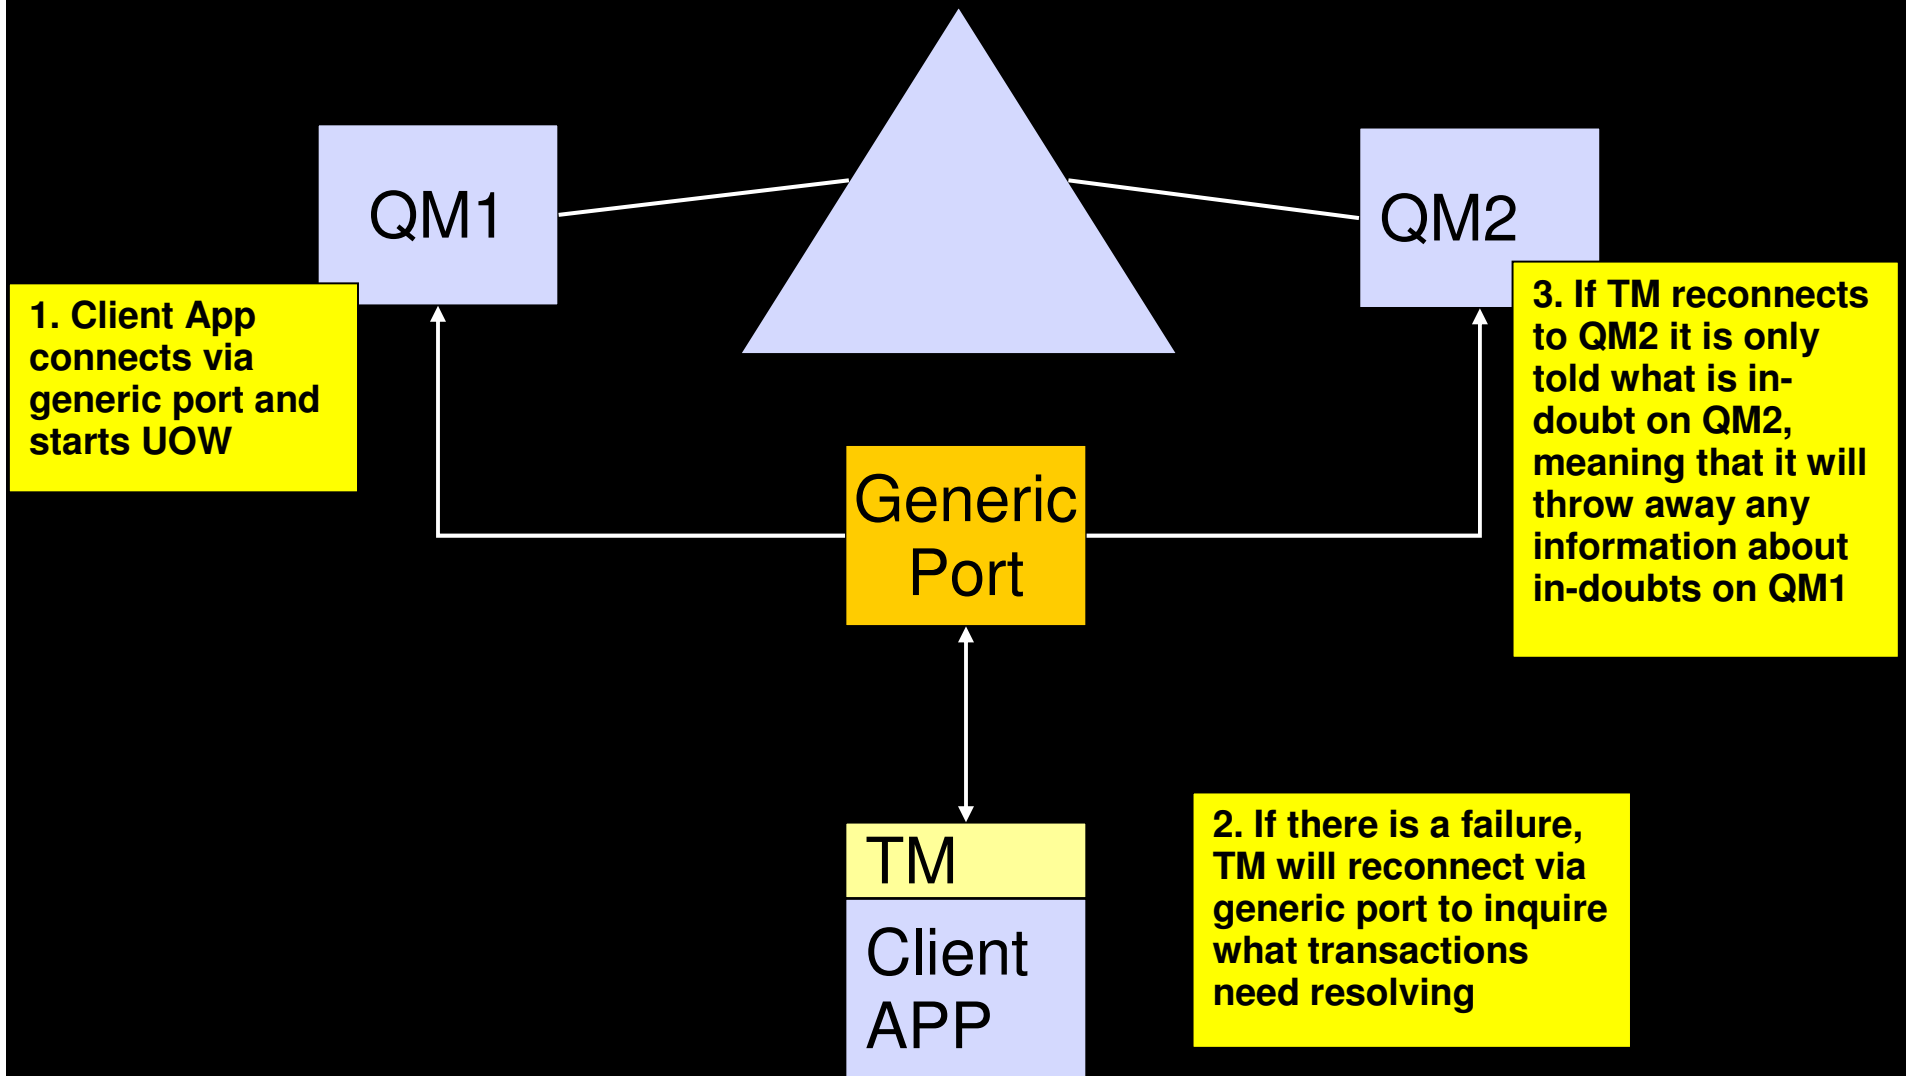 QM1
QM2
1. Client App
connects via
generic port and
starts UOW
3. If TM reconnects
to QM2 it is only
told what is in-
doubt on QM2,
meaning that it will
throw away any
information about
in-doubts on QM1
Generic
Port
TM
Client
APP
2. If there is a failure,
TM will reconnect via
generic port to inquire
what transactions
need resolving